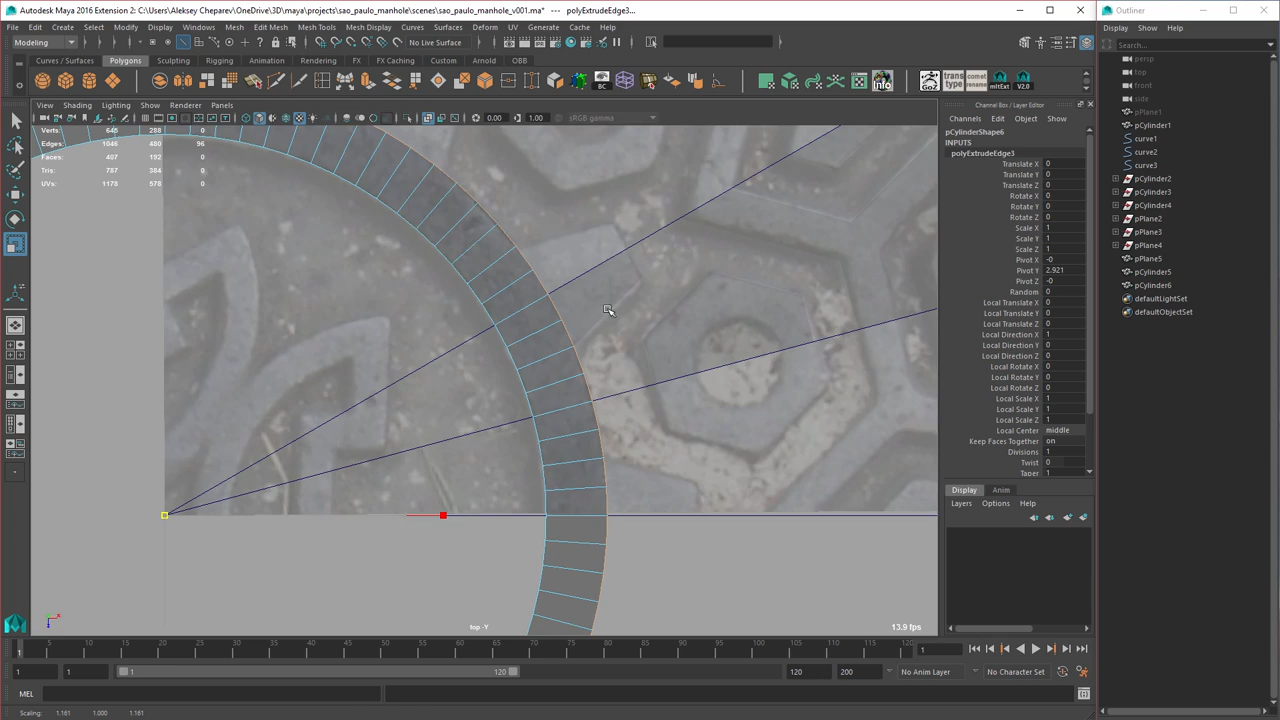 Autodesk Maya 2016 Extension 2: C:\Users\Aleksey Cheparev\OneDrive\3D\maya\projects\sao_paulo_manhole\scenes\sao_paulo_manhole_v001.ma* --- polyExtrudeEdge3...
Outliner
File Edit Create Select Modify Display Windows Mesh Edit Mesh Mesh Tools Mesh Display Curves Surfaces Deform UV Generate Cache Help
Display Show Help
Modeling No Live Surface
Search...
Curves / Surfaces Polygons Sculpting Rigging Animation Rendering FX FX Caching Custom Arnold OBB
persp
top
front
side
pPlane1
pCylinder1
curve1
curve2
curve3
pCylinder2
pCylinder3
pCylinder4
pPlane2
pPlane3
pPlane4
pPlane5
pCylinder5
pCylinder6
defaultLightSet
defaultObjectSet
BC Info GoZ trans type comet rename mltExt V2.0
View Shading Lighting Show Renderer Panels
0.00 1.00 sRGB gamma
Verts: 646 288 0
Edges: 1046 480 96
Faces: 407 192 0
Tris: 787 384 0
UVs: 1178 578 0
top -Y
13.9 fps
Channel Box / Layer Editor
Channels Edit Object Show
pCylinderShape6
INPUTS
polyExtrudeEdge3
Translate X 0
Translate Y 0
Translate Z 0
Rotate X 0
Rotate Y 0
Rotate Z 0
Scale X 1
Scale Y 1
Scale Z 1
Pivot X -0
Pivot Y 2.921
Pivot Z -0
Random 0
Local Translate X 0
Local Translate Y 0
Local Translate Z 0
Local Direction X 1
Local Direction Y 0
Local Direction Z 0
Local Rotate X 0
Local Rotate Y 0
Local Rotate Z 0
Local Scale X 1
Local Scale Y 1
Local Scale Z 1
Local Center middle
Keep Faces Together on
Divisions 1
Twist 0
Taper 1
Display Anim
Layers Options Help
5 10 15 20 25 30 35 40 45 50 55 60 65 70 75 80 85 90 95 100 105 110 115 120
1
1 1 1 120 120 200 No Anim Layer No Character Set
MEL
Scaling: 1.161 1.000 1.161